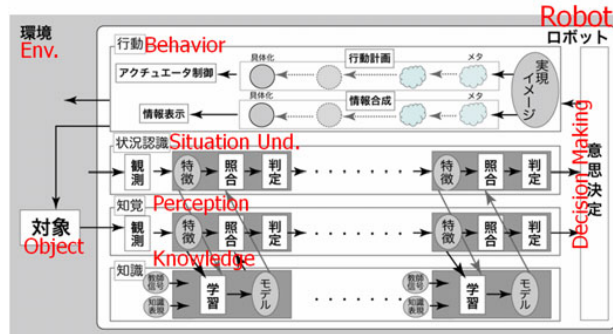 Robot
ロボット
環境
Env.
行動
Behavior
具体化
行動計画
メタ
アクチュエータ制御
実現
イメージ
具体化
情報合成
メタ
情報表示
状況認識
Situation Und.
観測
特徴
照合
判定
特徴
照合
判定
意思決定
Decision Making
知覚
Perception
対象
Object
観測
特徴
照合
判定
特徴
照合
判定
知識
Knowledge
教師
信号
知識
表現
学習
モデル
教師
信号
知識
表現
学習
モデル